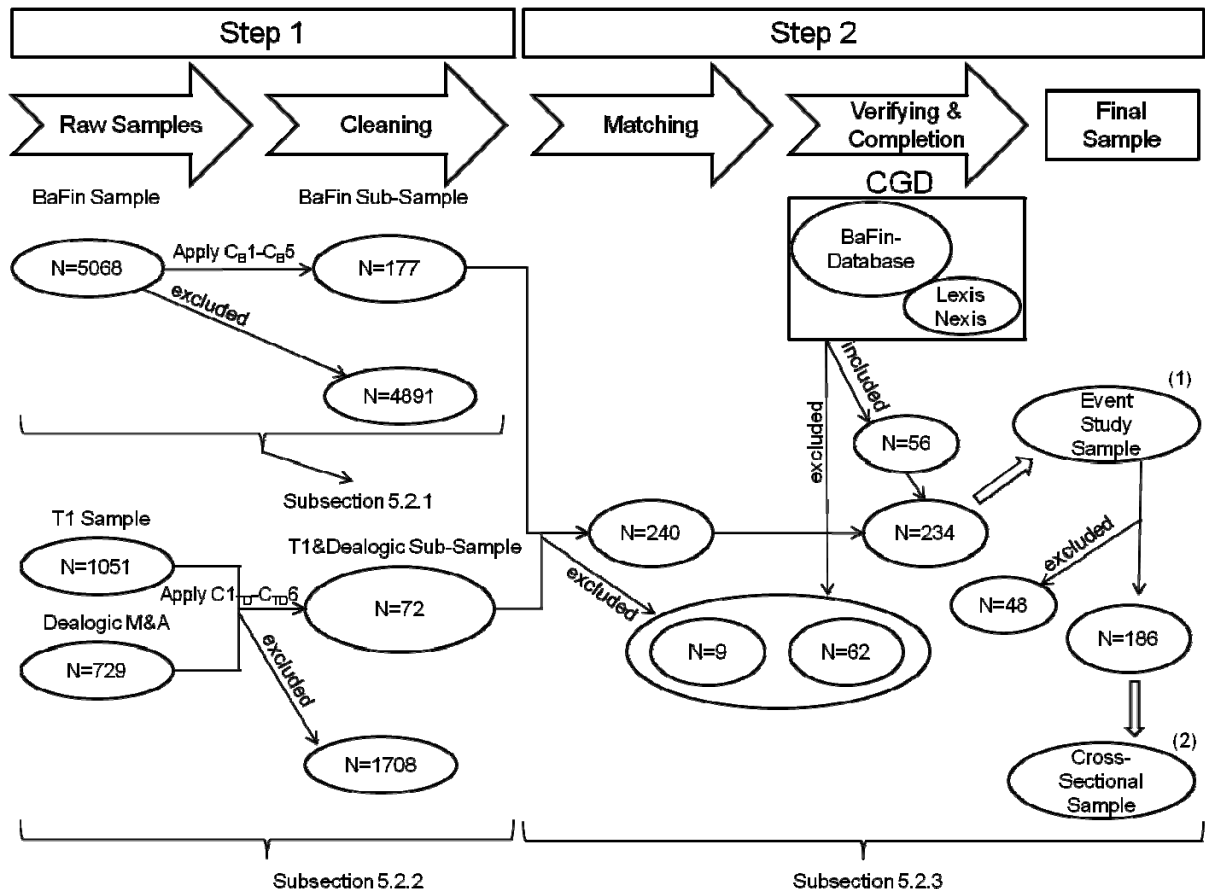 Step 1
Step 2
Raw Samples
Cleaning
Matching
Verifying &
Completion
Final
Sample
BaFin Sample
BaFin Sub-Sample
CGD
N=5068
Apply CB1-CB5
N=177
excluded
N=4891
BaFin-
Database
Lexis
Nexis
included
excluded
N=56
(1)
Event
Study
Sample
Subsection 5.2.1
T1 Sample
N=1051
Apply C1TD-CTD6
Dealogic M&A
N=729
T1&Dealogic Sub-Sample
N=72
excluded
N=1708
N=240
N=234
excluded
N=9
N=62
excluded
N=48
N=186
(2)
Cross-
Sectional
Sample
Subsection 5.2.2
Subsection 5.2.3